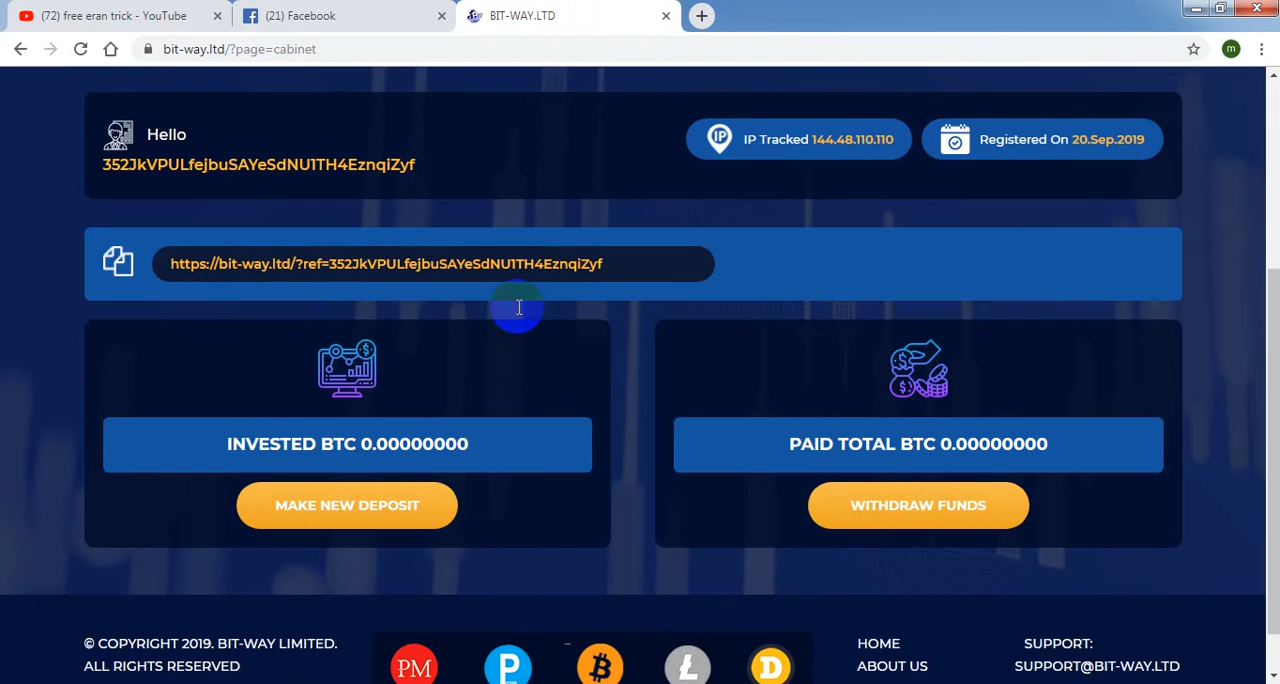 (72) free eran trick - YouTube
(21) Facebook
BIT-WAY.LTD
bit-way.ltd/?page=cabinet
m
Hello
352JkVPULfejbuSAYeSdNU1TH4EznqiZyf
IP
IP Tracked 144.48.110.110
Registered On 20.Sep.2019
https://bit-way.ltd/?ref=352JkVPULfejbuSAYeSdNU1TH4EznqiZyf
INVESTED BTC 0.00000000
PAID TOTAL BTC 0.00000000
MAKE NEW DEPOSIT
WITHDRAW FUNDS
© COPYRIGHT 2019. BIT-WAY LIMITED.
ALL RIGHTS RESERVED
PM
HOME
ABOUT US
SUPPORT:
SUPPORT@BIT-WAY.LTD